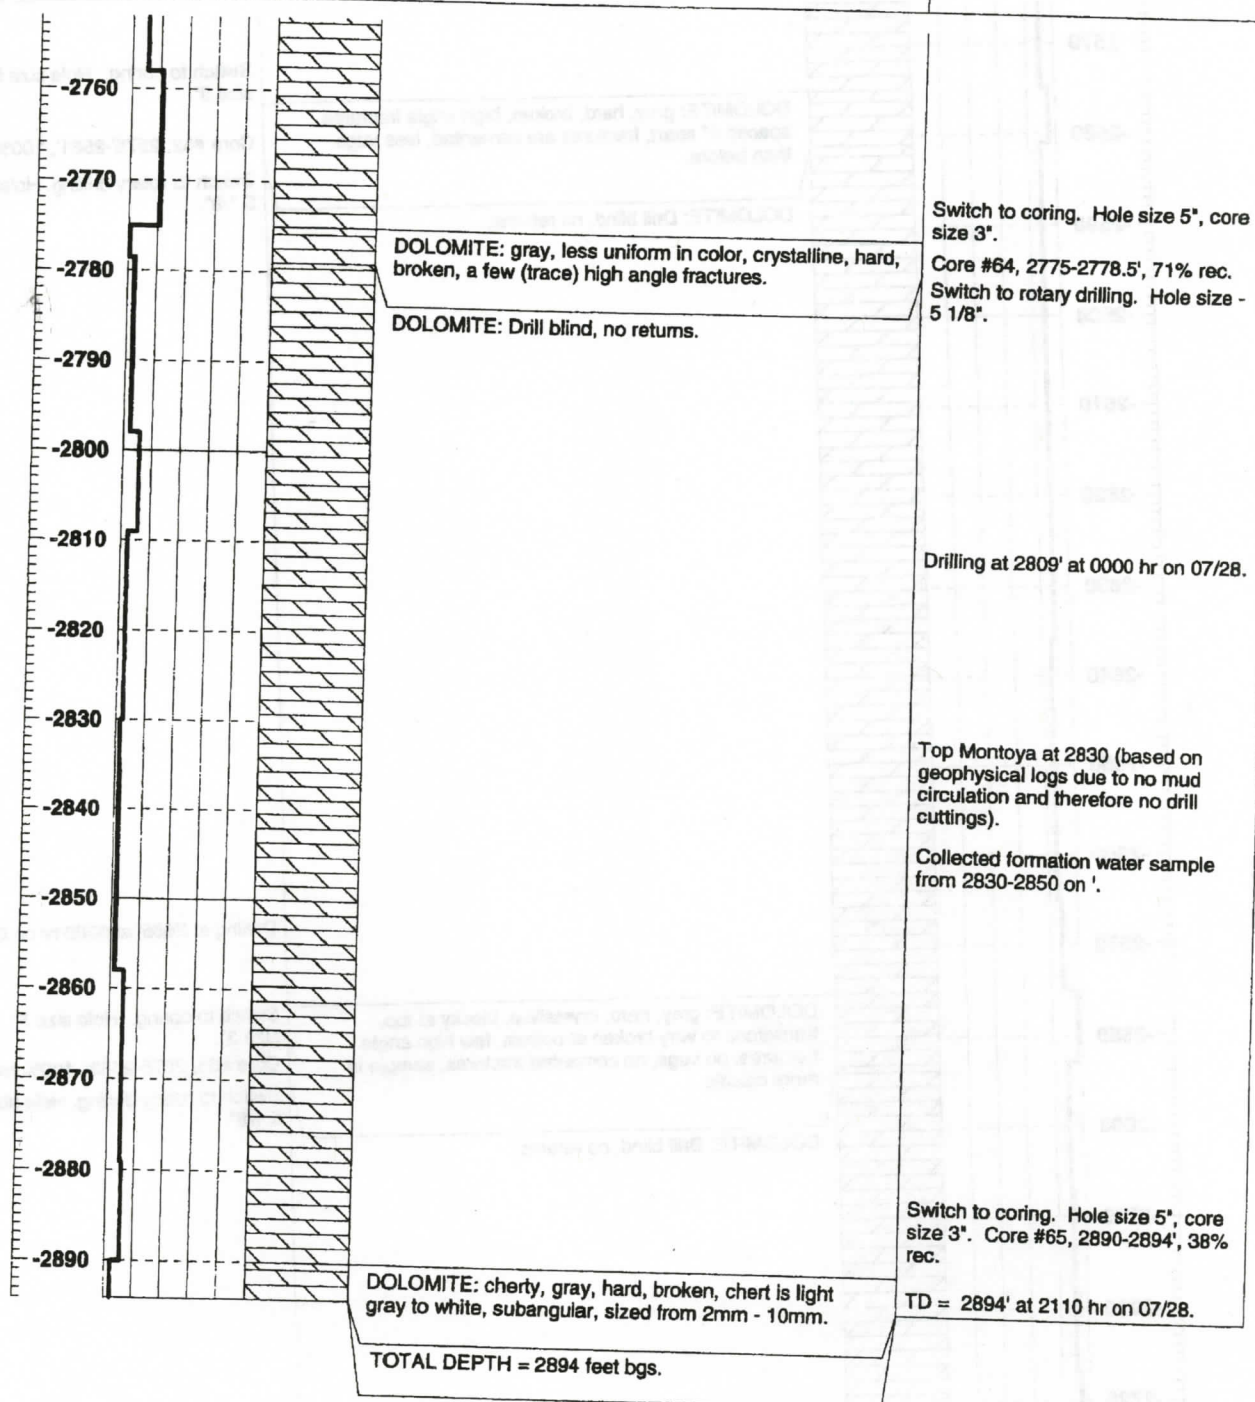 -2760
-2770
-2780
-2790
-2800
-2810
-2820
-2830
-2840
-2850
-2860
-2870
-2880
-2890
DOLOMITE: gray, less uniform in color, crystalline, hard,
broken, a few (trace) high angle fractures.
DOLOMITE: Drill blind, no returns.
DOLOMITE: cherty, gray, hard, broken, chert is light
gray to white, subangular, sized from 2mm - 10mm.
TOTAL DEPTH = 2894 feet bgs.
Switch to coring. Hole size 5", core
size 3".
Core #64, 2775-2778.5', 71% rec.
Switch to rotary drilling. Hole size -
5 1/8".
Drilling at 2809' at 0000 hr on 07/28.
Top Montoya at 2830 (based on
geophysical logs due to no mud
circulation and therefore no drill
cuttings).
Collected formation water sample
from 2830-2850 on '.
Switch to coring. Hole size 5", core
size 3". Core #65, 2890-2894', 38%
rec.
TD = 2894' at 2110 hr on 07/28.